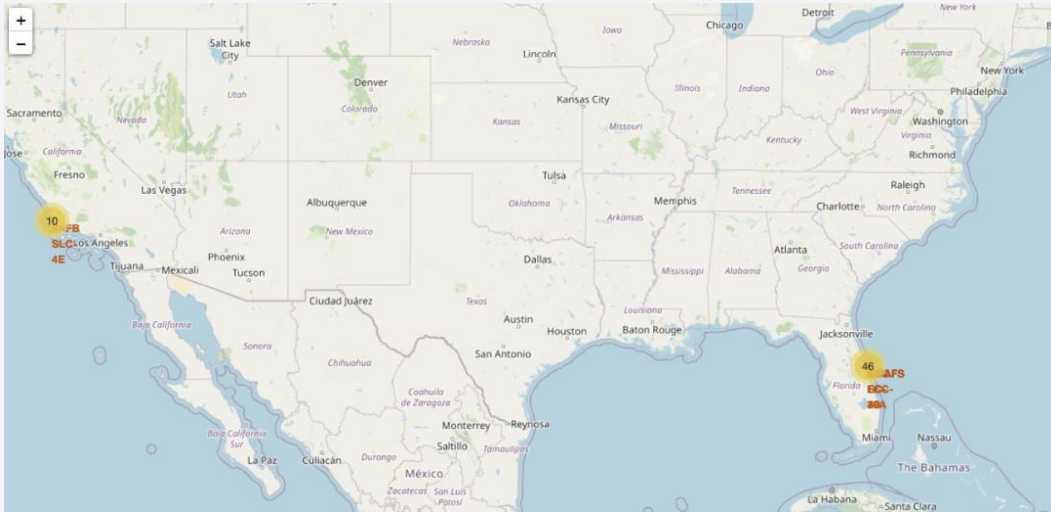 +
−
Detroit
New York
Chicago
Iowa
Salt Lake
City
Nebraska
Lincoln
Pennsylvania
New York
Denver
Ohio
Illinois
Indiana
Utah
Philadelphia
Kansas City
Colorado
Sacramento
Nevada
West Virginia
Washington
Kansas
Missouri
Virginia
Jose
California
Kentucky
Richmond
Fresno
Tulsa
Las Vegas
Tennessee
Raleigh
Albuquerque
Oklahoma
Memphis
Charlotte
North Carolina
10
Arkansas
AFB
Arizona
New Mexico
SLC-
Los Angeles
South Carolina
4E
Phoenix
Dallas
Atlanta
Tijuana
Mexicali
Tucson
Mississippi
Alabama
Georgia
Ciudad Juárez
Texas
Louisiana
Austin
Baja California
Houston
Baton Rouge
Jacksonville
Sonora
San Antonio
Chihuahua
46
AFS
Florida
Coahuila
de Zaragoza
Monterrey
Reynosa
Baja California
Sur
Miami
Nassau
Saltillo
Tamaulipas
La Paz
Culiacán
Durango
The Bahamas
México
Zacatecas
San Luis
Potosí
La Habana
Santa Clara